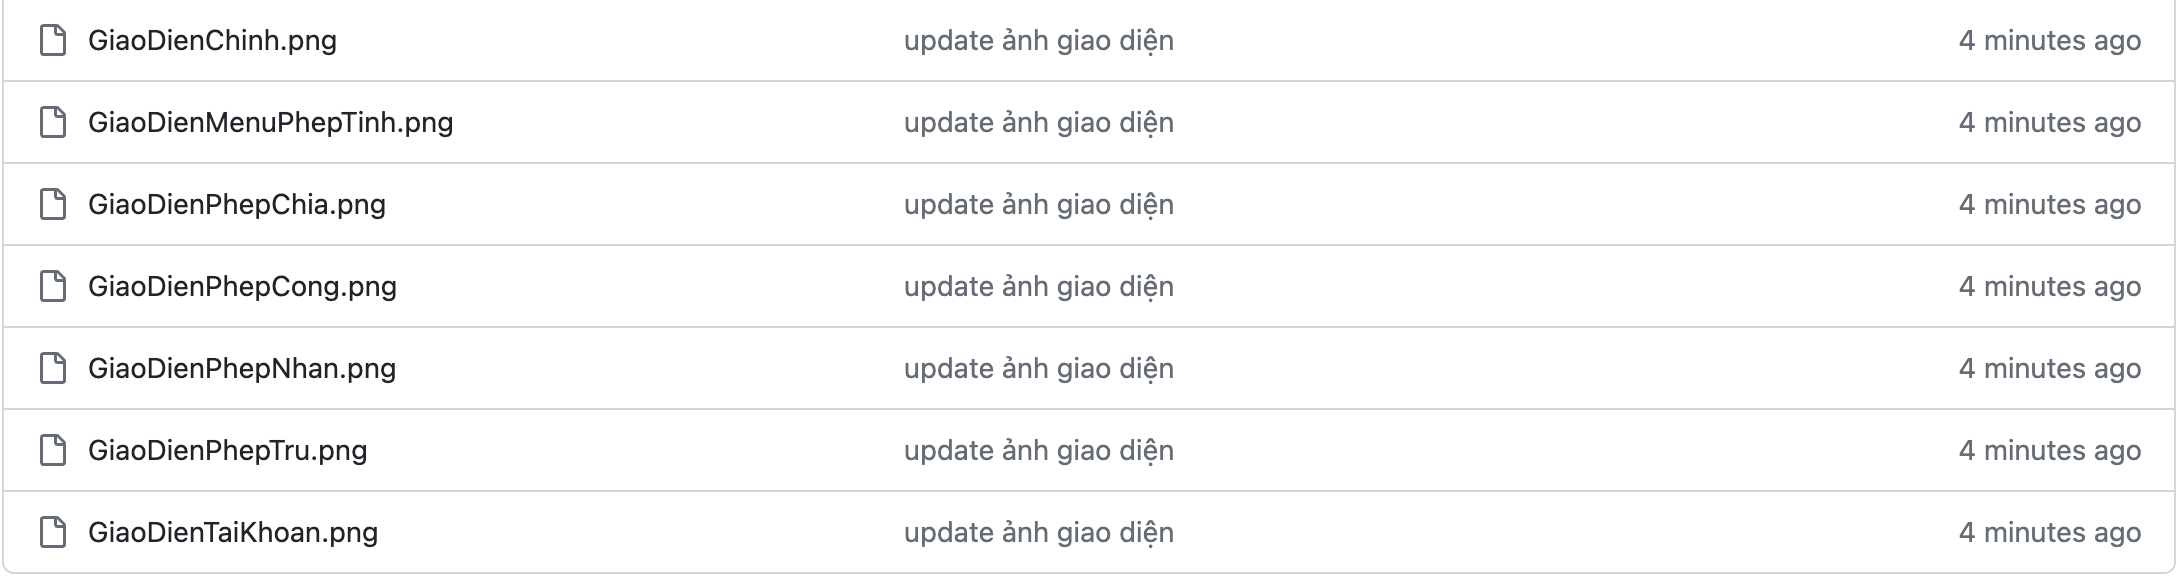 GiaoDienChinh.png update ảnh giao diện 4 minutes ago
GiaoDienMenuPhepTinh.png update ảnh giao diện 4 minutes ago
GiaoDienPhepChia.png update ảnh giao diện 4 minutes ago
GiaoDienPhepCong.png update ảnh giao diện 4 minutes ago
GiaoDienPhepNhan.png update ảnh giao diện 4 minutes ago
GiaoDienPhepTru.png update ảnh giao diện 4 minutes ago
GiaoDienTaiKhoan.png update ảnh giao diện 4 minutes ago